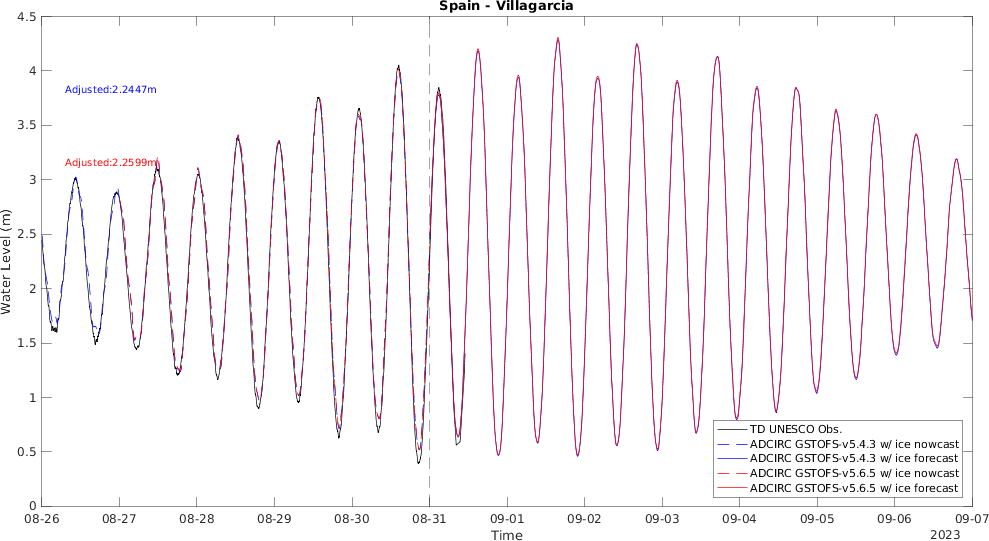 Spain - Villagarcia
4.5
4
3.5
3
2.5
2
1.5
1
0.5
0
Water Level (m)
Adjusted:2.2447m
Adjusted:2.2599m
TD UNESCO Obs.
ADCIRC GSTOFS-v5.4.3 w/ ice nowcast
ADCIRC GSTOFS-v5.4.3 w/ ice forecast
ADCIRC GSTOFS-v5.6.5 w/ ice nowcast
ADCIRC GSTOFS-v5.6.5 w/ ice forecast
08-26 08-27 08-28 08-29 08-30 08-31 09-01 09-02 09-03 09-04 09-05 09-06 09-07
Time
2023